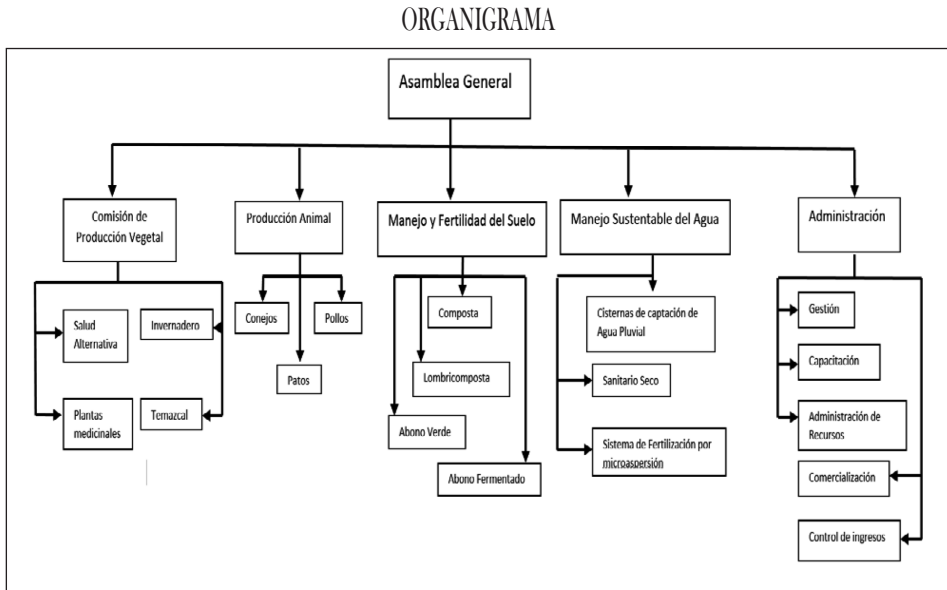 ORGANIGRAMA
Asamblea General
Comisión de
Producción Vegetal
Producción Animal
Manejo y Fertilidad del Suelo
Manejo Sustentable del Agua
Administración
Salud
Alternativa
Invernadero
Plantas
medicinales
Temazcal
Conejos
Pollos
Patos
Composta
Lombricomposta
Abono Verde
Abono Fermentado
Cisternas de captación de
Agua Pluvial
Sanitario Seco
Sistema de Fertilización por
microaspersión
Gestión
Capacitación
Administración de
Recursos
Comercialización
Control de ingresos